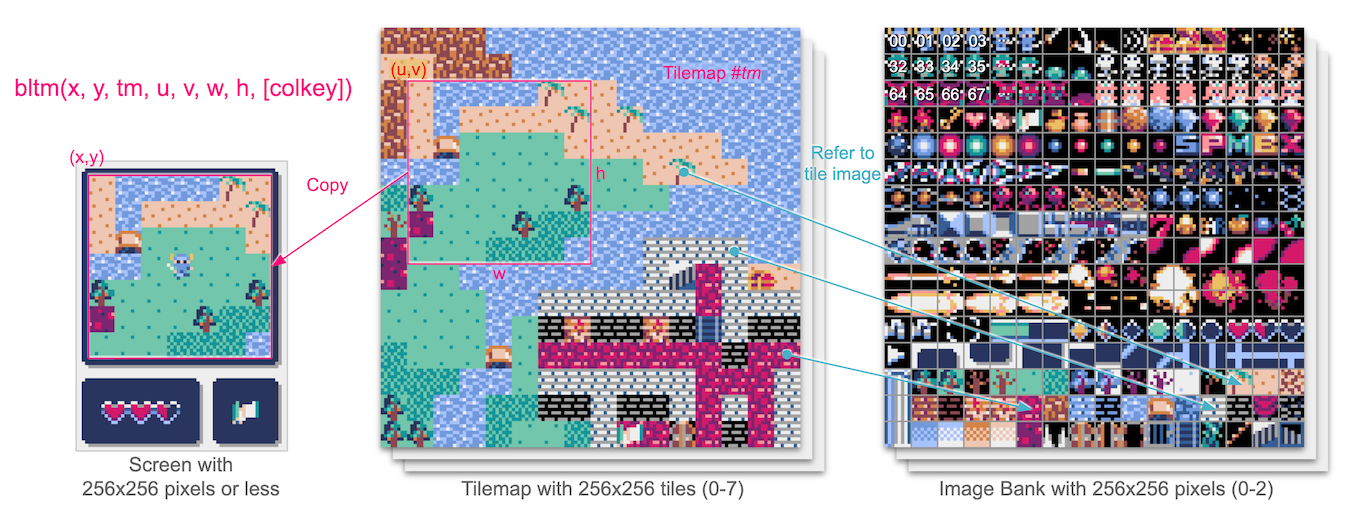 bltm(x, y, tm, u, v, w, h, [colkey])
(x,y)
Copy
Screen with
256x256 pixels or less
(u,v)
Tilemap #tm
h
w
Tilemap with 256x256 tiles (0-7)
Refer to
tile image
00 01 02 03
32 33 34 35
64 65 66 67
SPMBX
Image Bank with 256x256 pixels (0-2)